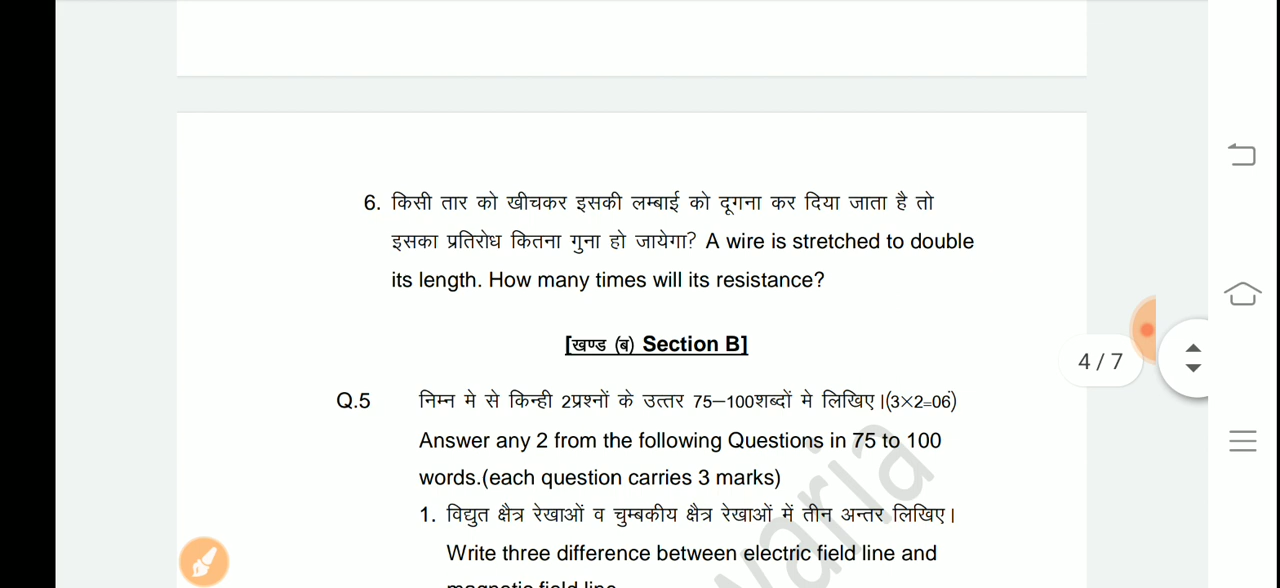 6. किसी तार को खीचकर इसकी लम्बाई को दूगना कर दिया जाता है तो
इसका प्रतिरोध कितना गुना हो जायेगा? A wire is stretched to double
its length. How many times will its resistance?
[खण्ड (ब) Section B]
4 / 7
Q.5 निम्न मे से किन्ही 2प्रश्नों के उत्तर 75–100शब्दों मे लिखिए।(3×2=06)
Answer any 2 from the following Questions in 75 to 100
words.(each question carries 3 marks)
1. विद्युत क्षैत्र रेखाओं व चुम्बकीय क्षैत्र रेखाओं में तीन अन्तर लिखिए।
Write three difference between electric field line and
magnetic field line